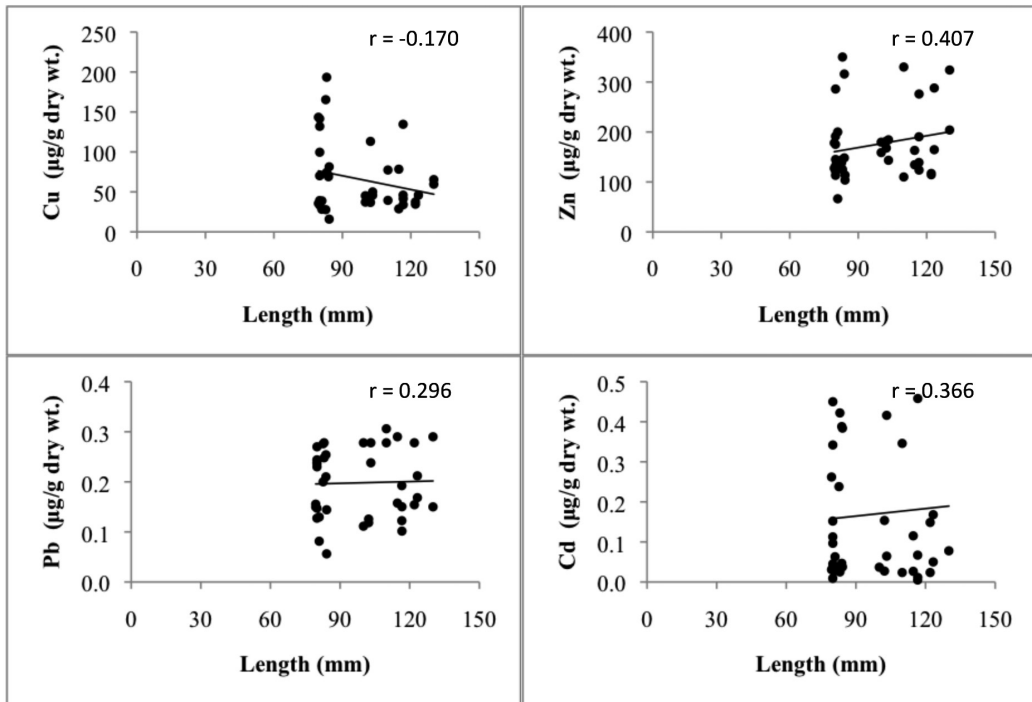 r = -0.170
Cu (µg/g dry wt.)
250
200
150
100
50
0
0 30 60 90 120 150
Length (mm)
r = 0.407
Zn (µg/g dry wt.)
400
300
200
100
0
0 30 60 90 120 150
Length (mm)
r = 0.296
Pb (µg/g dry wt.)
0.4
0.3
0.2
0.1
0.0
0 30 60 90 120 150
Length (mm)
r = 0.366
Cd (µg/g dry wt.)
0.5
0.4
0.3
0.2
0.1
0.0
0 30 60 90 120 150
Length (mm)